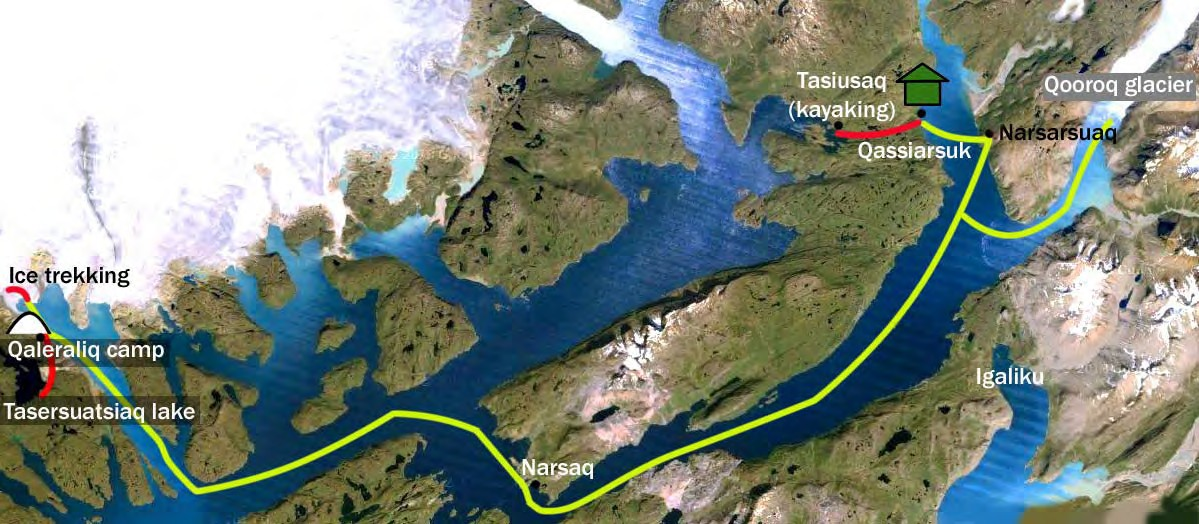 Tasiusaq
(kayaking)
Qooroq glacier
Narsarsuaq
Qassiarsuk
Ice trekking
Qaleraliq camp
Tasersuatsiaq lake
Igaliku
Narsaq